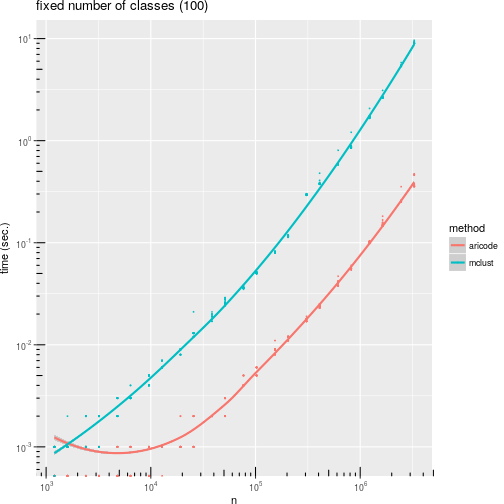 fixed number of classes (100)
10¹
10⁰
10⁻¹
10⁻²
10⁻³
time (sec.)
10³
10⁴
10⁵
10⁶
n
method
aricode
mclust